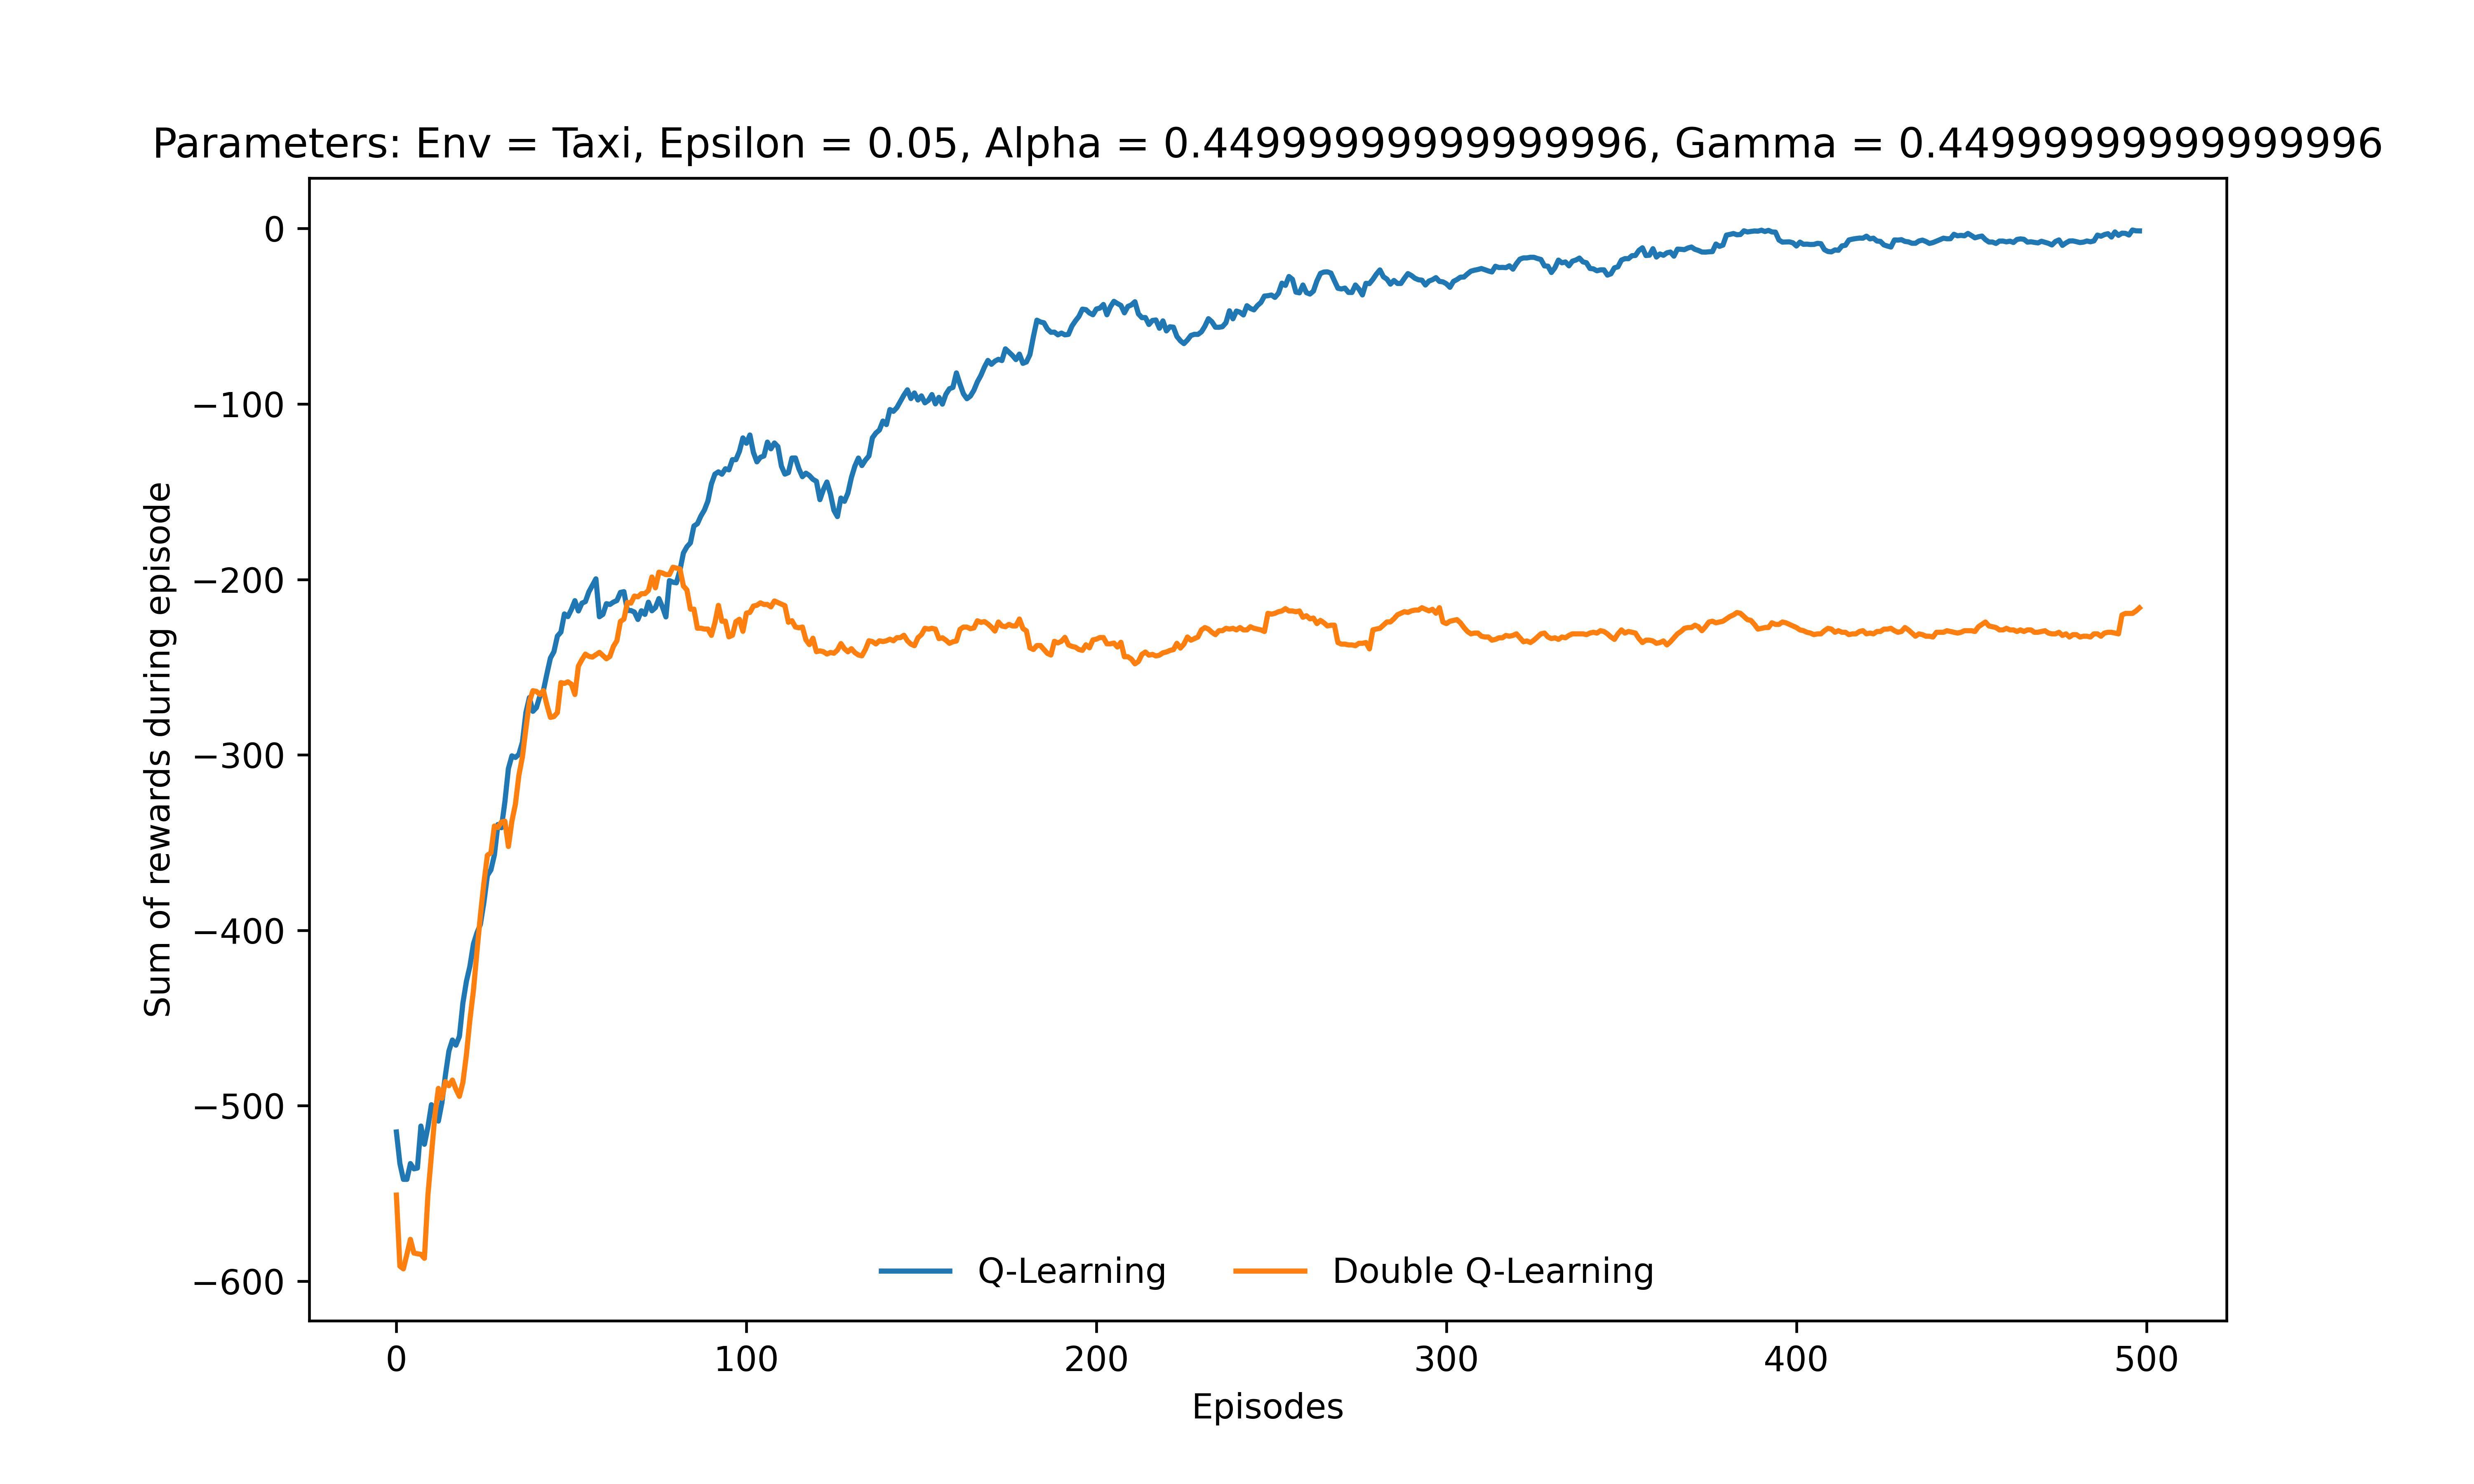 Parameters: Env = Taxi, Epsilon = 0.05, Alpha = 0.44999999999999996, Gamma = 0.44999999999999996
Sum of rewards during episode
0
−100
−200
−300
−400
−500
−600
Q-Learning
Double Q-Learning
0
100
200
300
400
500
Episodes